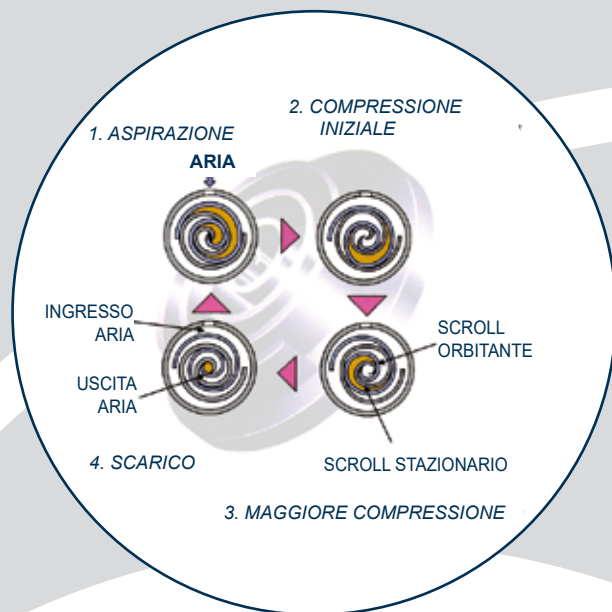 1. ASPIRAZIONE
ARIA
2. COMPRESSIONE
INIZIALE
INGRESSO
ARIA
USCITA
ARIA
SCROLL
ORBITANTE
SCROLL STAZIONARIO
4. SCARICO
3. MAGGIORE COMPRESSIONE